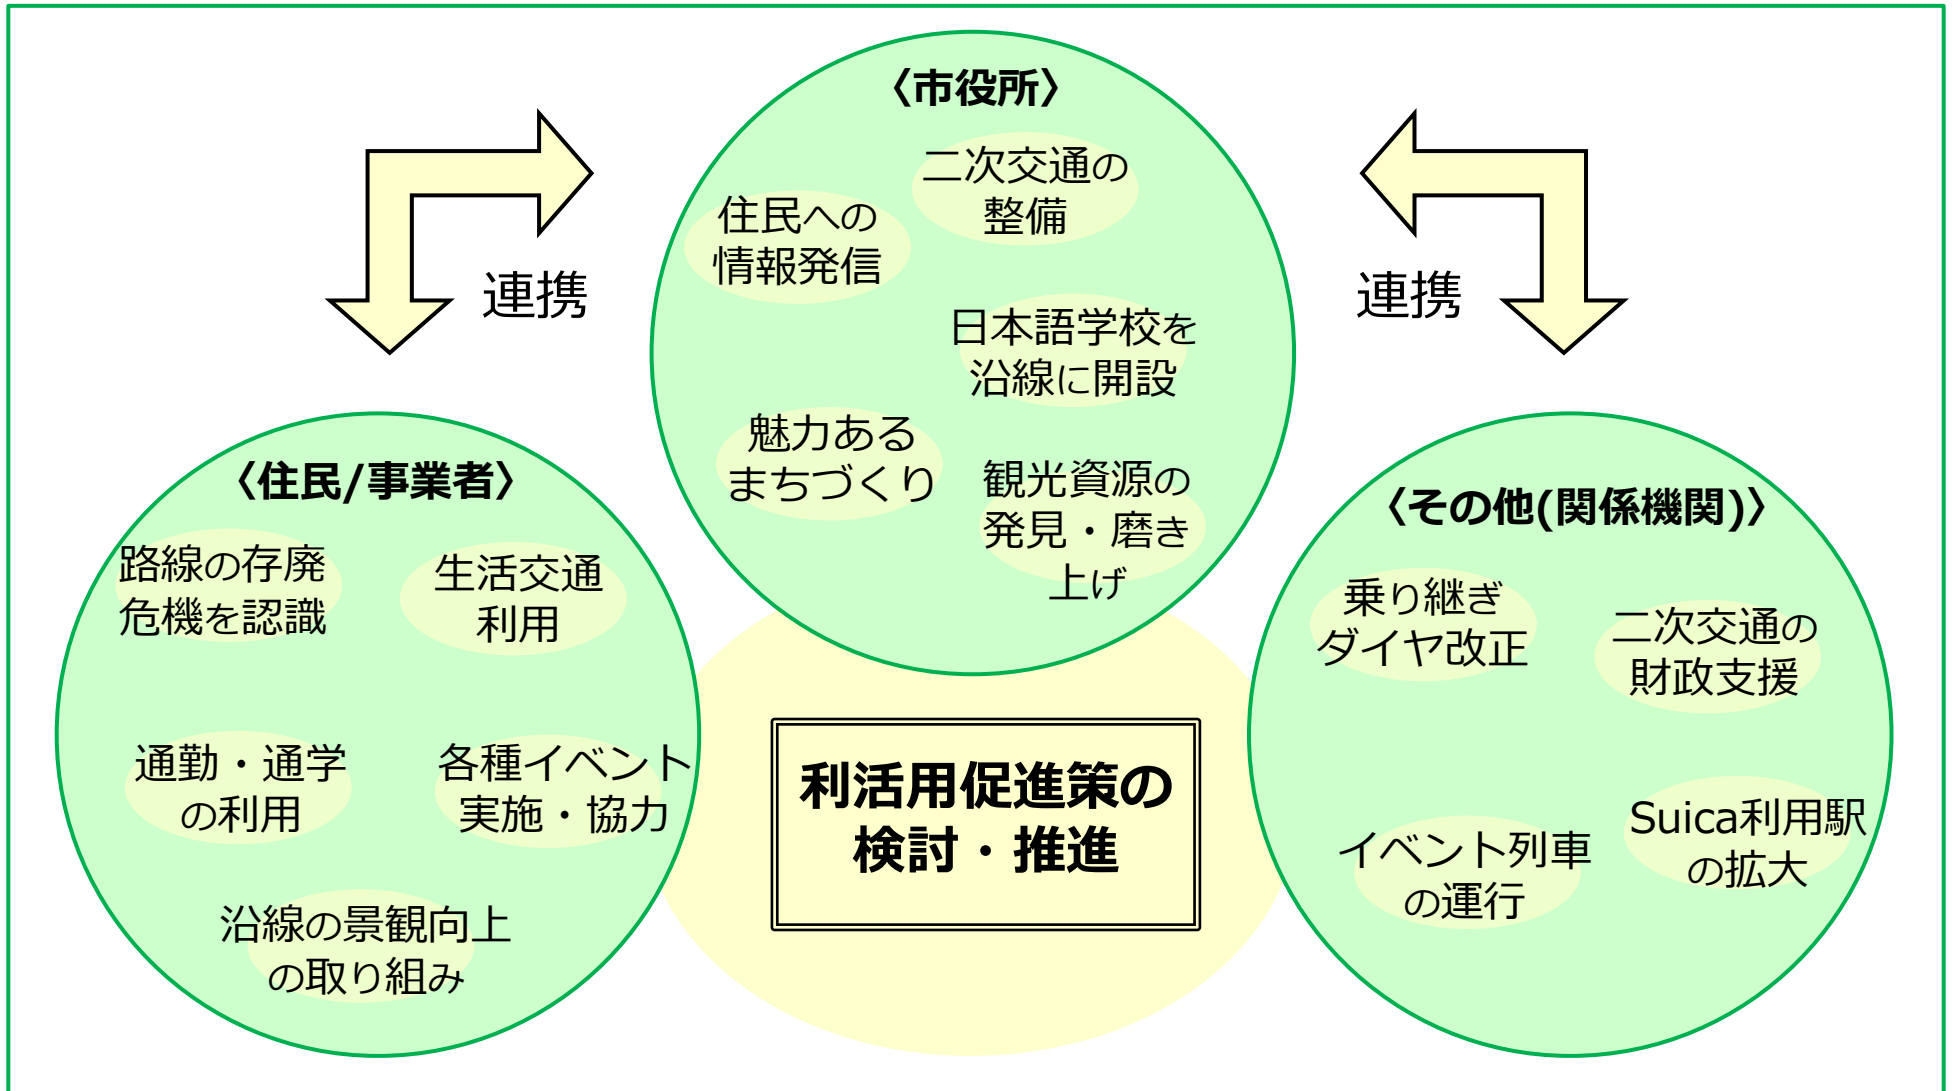 〈市役所〉
二次交通の
整備
住民への
情報発信
日本語学校を
沿線に開設
魅力ある
まちづくり
観光資源の
発見・磨き
上げ
連携
連携
〈住民/事業者〉
路線の存廃
危機を認識
生活交通
利用
通勤・通学
の利用
各種イベント
実施・協力
沿線の景観向上
の取り組み
〈その他(関係機関)〉
乗り継ぎ
ダイヤ改正
二次交通の
財政支援
イベント列車
の運行
Suica利用駅
の拡大
利活用促進策の
検討・推進